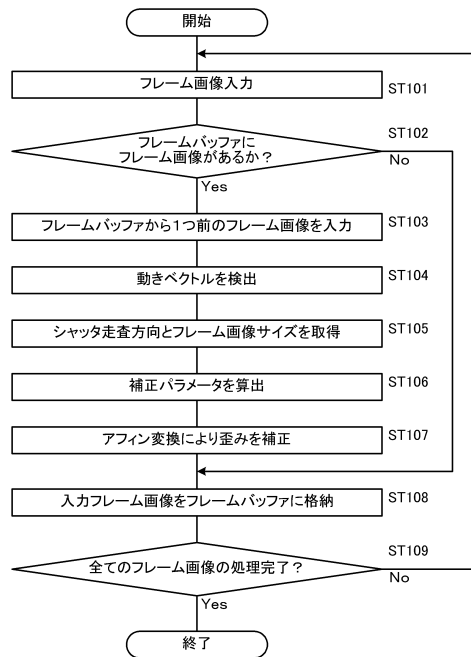 開始
フレーム画像入力
ST101
フレームバッファに
フレーム画像があるか?
ST102
No
Yes
フレームバッファから1つ前のフレーム画像を入力
ST103
動きベクトルを検出
ST104
シャッタ走査方向とフレーム画像サイズを取得
ST105
補正パラメータを算出
ST106
アフィン変換により歪みを補正
ST107
入力フレーム画像をフレームバッファに格納
ST108
全てのフレーム画像の処理完了?
ST109
No
Yes
終了